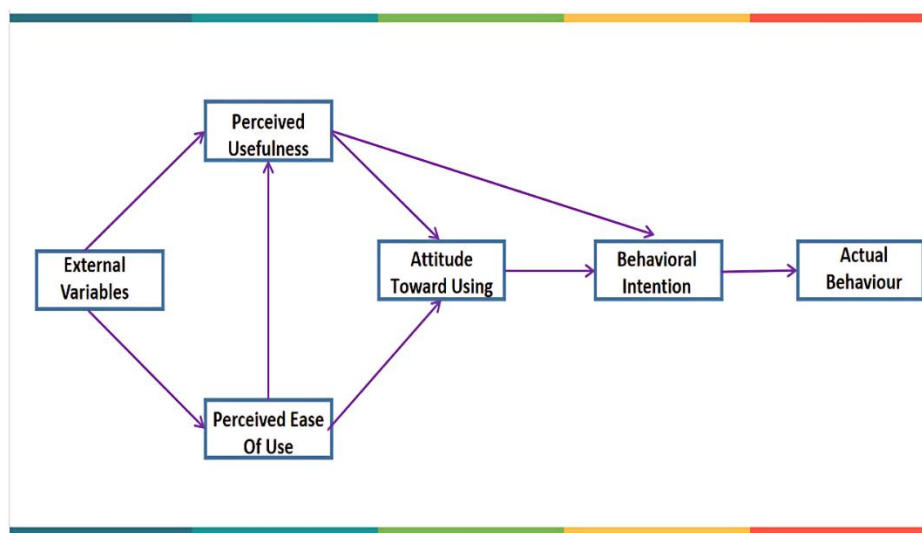 Perceived
Usefulness
External
Variables
Attitude
Toward Using
Behavioral
Intention
Actual
Behaviour
Perceived Ease
Of Use